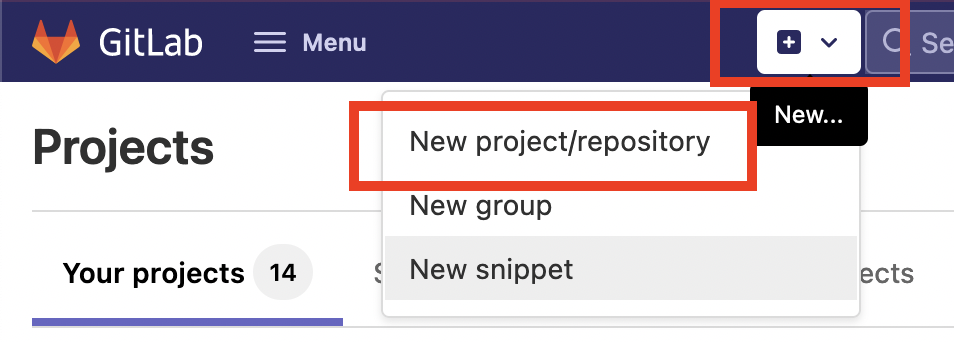 GitLab Menu Se
New...
Projects
New project/repository
New group
New snippet
Your projects 14
S
ects